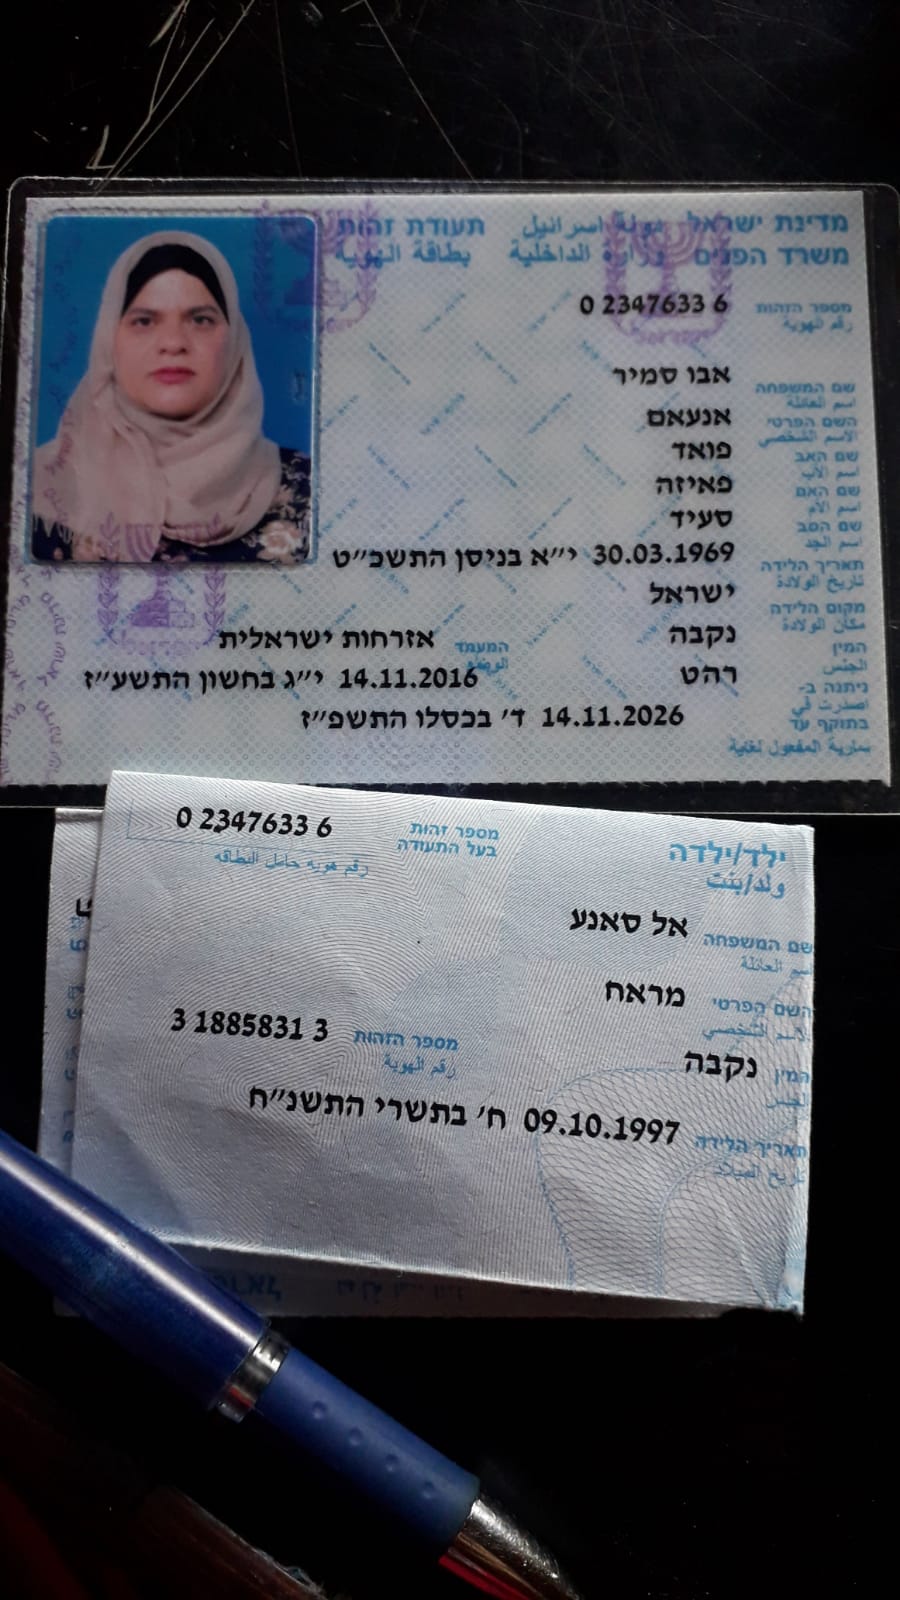 מדינת ישראל دولة اسرائيل תעודת זהות
משרד הפנים وزارة الداخلية بطاقة الهوية
מספר הזהות 0 2347633 6
رقم الهوية
שם המשפחה אבו סמיר
اسم العائلة
השם הפרטי אנעאם
الاسم الشخصي
שם האב פואד
اسم الأب
שם האם פאיזה
اسم الأم
שם הסב סעיד
اسم الجد
תאריך הלידה 30.03.1969 י״א בניסן התשכ״ט
تاريخ الولادة
מקום הלידה ישראל
مكان الولادة
המין נקבה המעמד אזרחות ישראלית
الجنس الوضع
ניתנה ב- רהט 14.11.2016 י״ג בחשון התשע״ז
اصدرت في
בתוקף עד 14.11.2026 ד׳ בכסלו התשפ״ז
سارية المفعول لغاية
ילד/ילדה מספר זהות 0 2347633 6
ولد/بنت בעל התעודה
رقم هوية حامل البطاقة
שם המשפחה אל סאנע
اسم العائلة
השם הפרטי מראח
الاسم الشخصي
מספר הזהות 3 1885831 3
رقم الهوية
המין נקבה
الجنس
תאריך הלידה 09.10.1997 ח׳ בתשרי התשנ״ח
تاريخ الميلاد